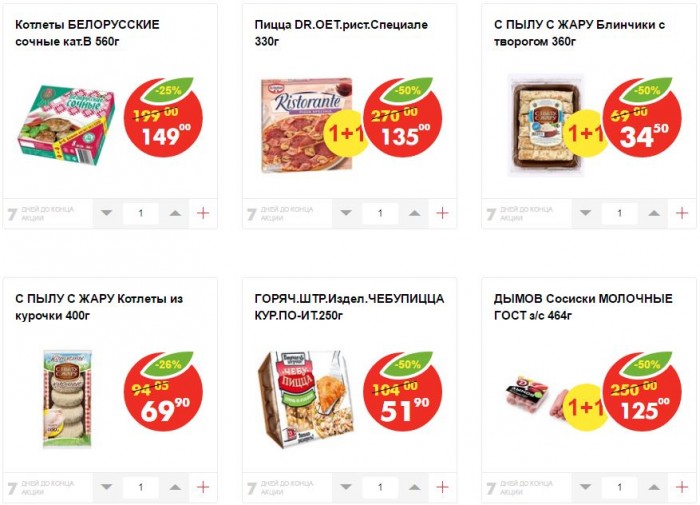 Котлеты БЕЛОРУССКИЕ
сочные кат.В 560г
-25%
199 00
149 00
7 ДНЕЙ ДО КОНЦА
АКЦИИ
1
Пицца DR.OET.рист.Специале
330г
Ristorante
-50%
270 00
1+1
135 00
7 ДНЕЙ ДО КОНЦА
АКЦИИ
1
С ПЫЛУ С ЖАРУ Блинчики с
творогом 360г
-50%
69 00
1+1
34 50
7 ДНЕЙ ДО КОНЦА
АКЦИИ
1
С ПЫЛУ С ЖАРУ Котлеты из
курочки 400г
-26%
94 55
69 90
7 ДНЕЙ ДО КОНЦА
АКЦИИ
1
ГОРЯЧ.ШТР.Издел.ЧЕБУПИЦЦА
КУР.ПО-ИТ.250г
ЧЕБУ
ПИЦЦА
-50%
104 00
51 90
7 ДНЕЙ ДО КОНЦА
АКЦИИ
1
ДЫМОВ Сосиски МОЛОЧНЫЕ
ГОСТ s/с 464г
-50%
250 00
1+1
125 00
7 ДНЕЙ ДО КОНЦА
АКЦИИ
1